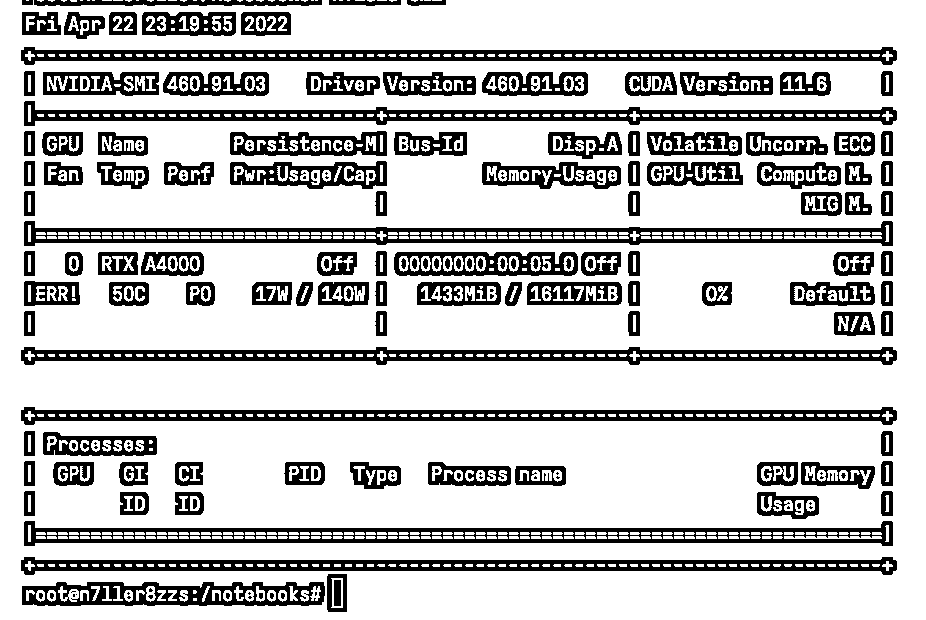 Fri Apr 22 23:19:55 2022
+-----------------------------------------------------------------------------+
| NVIDIA-SMI 460.91.03    Driver Version: 460.91.03    CUDA Version: 11.6     |
|-------------------------------+----------------------+----------------------+
| GPU  Name        Persistence-M| Bus-Id        Disp.A | Volatile Uncorr. ECC |
| Fan  Temp  Perf  Pwr:Usage/Cap|         Memory-Usage | GPU-Util  Compute M. |
|                               |                      |               MIG M. |
|===============================+======================+======================|
|   0  RTX A4000           Off  | 00000000:00:05.0 Off |                  Off |
|ERR!   50C    P0    17W / 140W |   1433MiB / 16117MiB |      0%      Default |
|                               |                      |                  N/A |
+-------------------------------+----------------------+----------------------+
+-----------------------------------------------------------------------------+
| Processes:                                                                  |
|  GPU   GI   CI        PID   Type   Process name                  GPU Memory |
|        ID   ID                                                   Usage      |
|=============================================================================|
+-----------------------------------------------------------------------------+
root@n7ller8zzs:/notebooks#